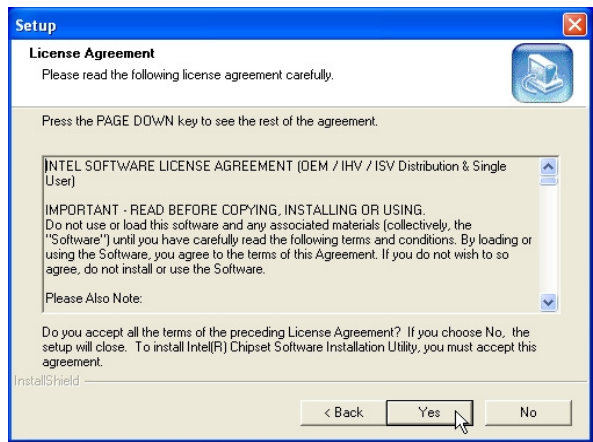 Setup
License Agreement
Please read the following license agreement carefully.
Press the PAGE DOWN key to see the rest of the agreement.
INTEL SOFTWARE LICENSE AGREEMENT (OEM / IHV / ISV Distribution & Single
User)
IMPORTANT - READ BEFORE COPYING, INSTALLING OR USING.
Do not use or load this software and any associated materials (collectively, the
"Software") until you have carefully read the following terms and conditions. By loading or
using the Software, you agree to the terms of this Agreement. If you do not wish to so
agree, do not install or use the Software.
Please Also Note:
Do you accept all the terms of the preceding License Agreement? If you choose No, the
setup will close. To install Intel(R) Chipset Software Installation Utility, you must accept this
agreement.
InstallShield
< Back Yes No